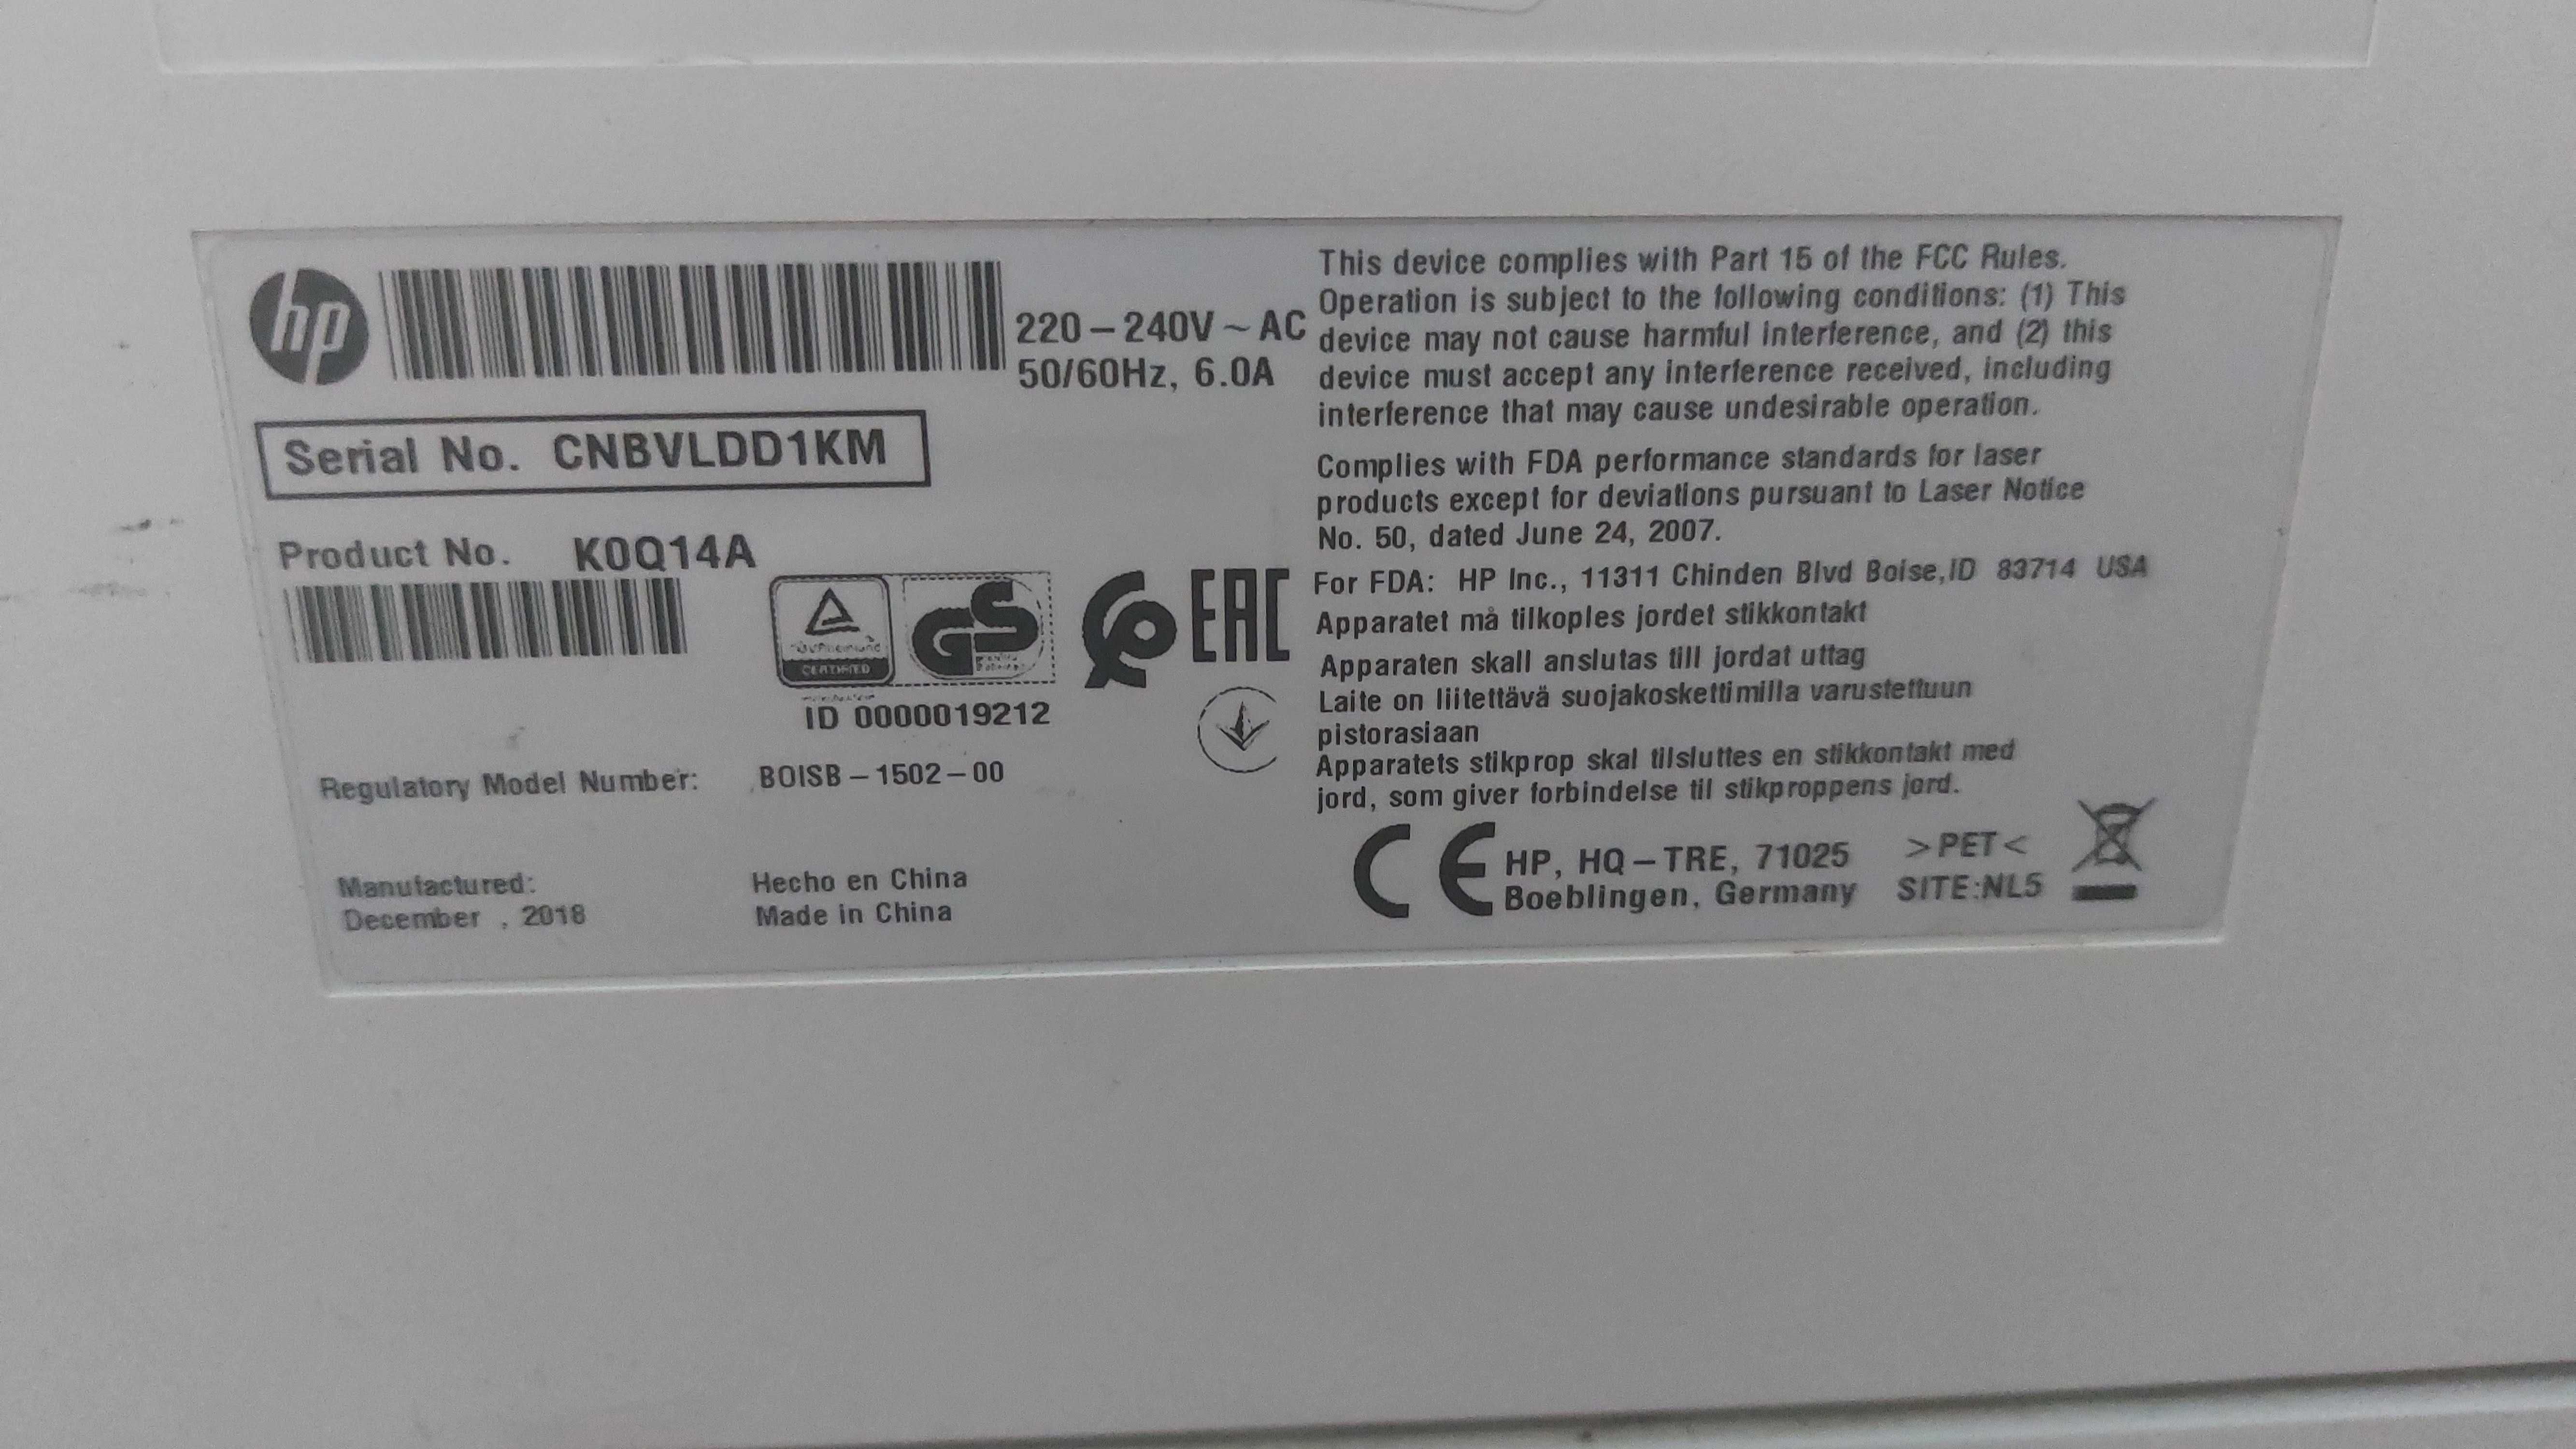 hp
220 – 240V ~ AC
50/60Hz, 6.0A
Serial No. CNBVLDD1KM
Product No. K0Q14A
TÜVRheinland
CERTIFIED
GS
EAC
ID 0000019212
Regulatory Model Number: BOISB – 1502 – 00
Manufactured:
December , 2018
Hecho en China
Made in China
This device complies with Part 15 of the FCC Rules.
Operation is subject to the following conditions: (1) This
device may not cause harmful interference, and (2) this
device must accept any interference received, including
interference that may cause undesirable operation.
Complies with FDA performance standards for laser
products except for deviations pursuant to Laser Notice
No. 50, dated June 24, 2007.
For FDA: HP Inc., 11311 Chinden Blvd Boise,ID 83714 USA
Apparatet må tilkoples jordet stikkontakt
Apparaten skall anslutas till jordat uttag
Laite on liitettävä suojakoskettimilla varustettuun
pistorasiaan
Apparatets stikprop skal tilsluttes en stikkontakt med
jord, som giver forbindelse til stikproppens jord.
CE
HP, HQ – TRE, 71025
Boeblingen, Germany
>PET<
SITE:NL5